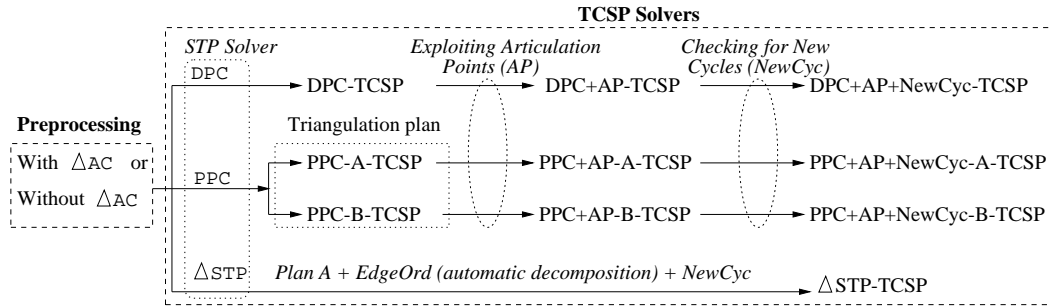 TCSP Solvers
STP Solver
Exploiting Articulation
Points (AP)
Checking for New
Cycles (NewCyc)
DPC
DPC-TCSP
DPC+AP-TCSP
DPC+AP+NewCyc-TCSP
Preprocessing
With △AC or
Without △AC
Triangulation plan
PPC
PPC-A-TCSP
PPC+AP-A-TCSP
PPC+AP+NewCyc-A-TCSP
PPC-B-TCSP
PPC+AP-B-TCSP
PPC+AP+NewCyc-B-TCSP
△STP
Plan A + EdgeOrd (automatic decomposition) + NewCyc
△STP-TCSP